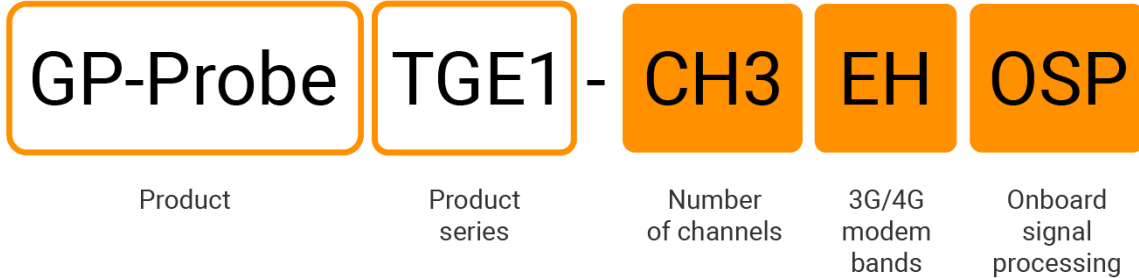 GP-Probe TGE1 - CH3 EH OSP
Product
Product
series
Number
of channels
3G/4G
modem
bands
Onboard
signal
processing